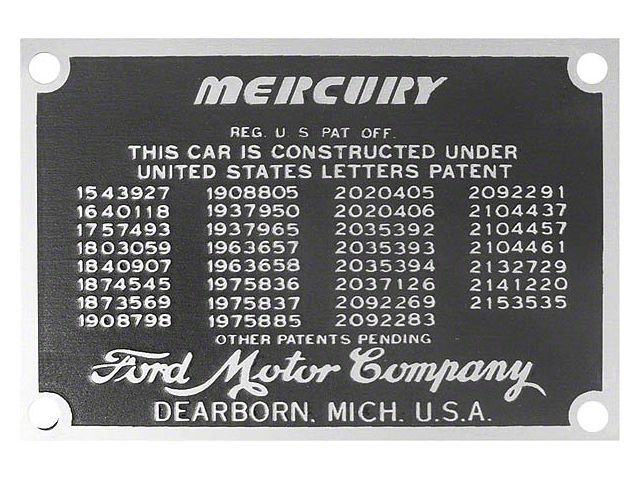 MERCURY
REG. U. S PAT OFF.
THIS CAR IS CONSTRUCTED UNDER
UNITED STATES LETTERS PATENT
1543927 1908805 2020405 2092291
1640118 1937950 2020406 2104437
1757493 1937965 2035392 2104457
1803059 1963657 2035393 2104461
1840907 1963658 2035394 2132729
1874545 1975836 2037126 2141220
1873569 1975837 2092269 2153535
1908798 1975885 2092283
OTHER PATENTS PENDING
Ford Motor Company
DEARBORN, MICH. U.S.A.